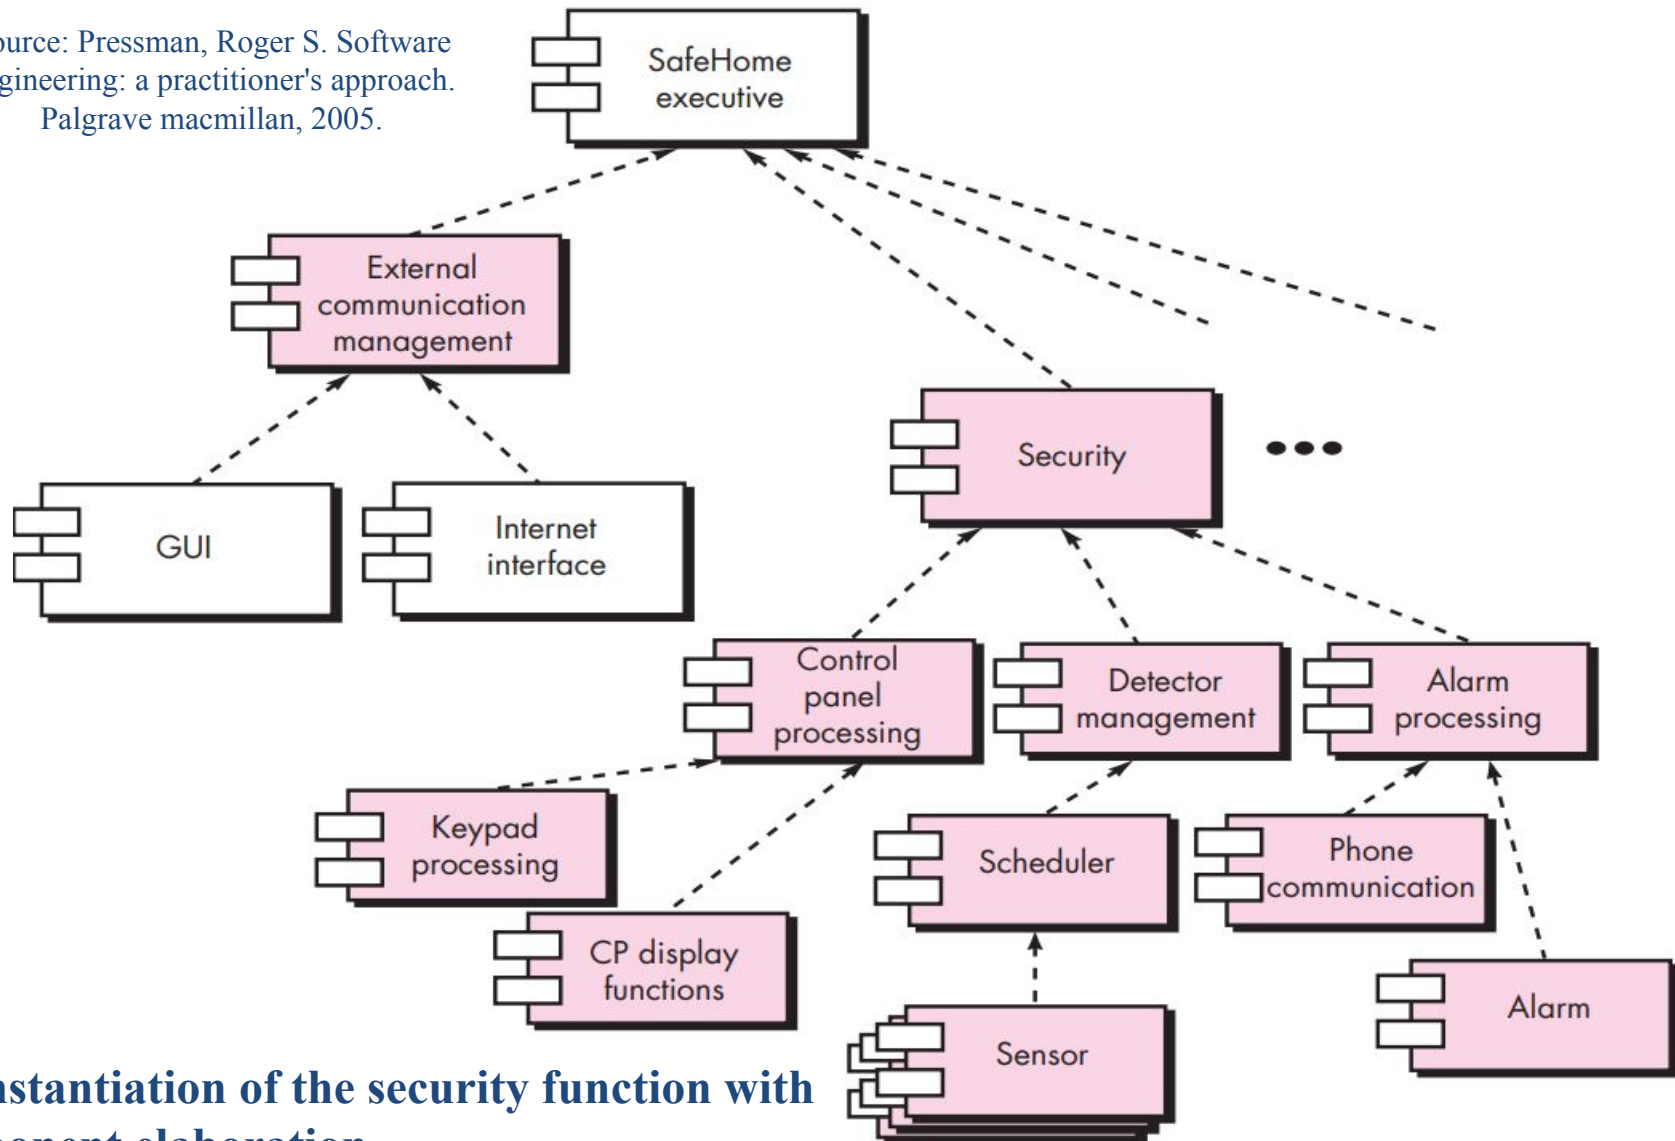 ource: Pressman, Roger S. Software
gineering: a practitioner's approach.
Palgrave macmillan, 2005.
SafeHome
executive
External
communication
management
Security
GUI
Internet
interface
Control
panel
processing
Detector
management
Alarm
processing
Keypad
processing
Scheduler
Phone
communication
CP display
functions
Sensor
Alarm
nstantiation of the security function with